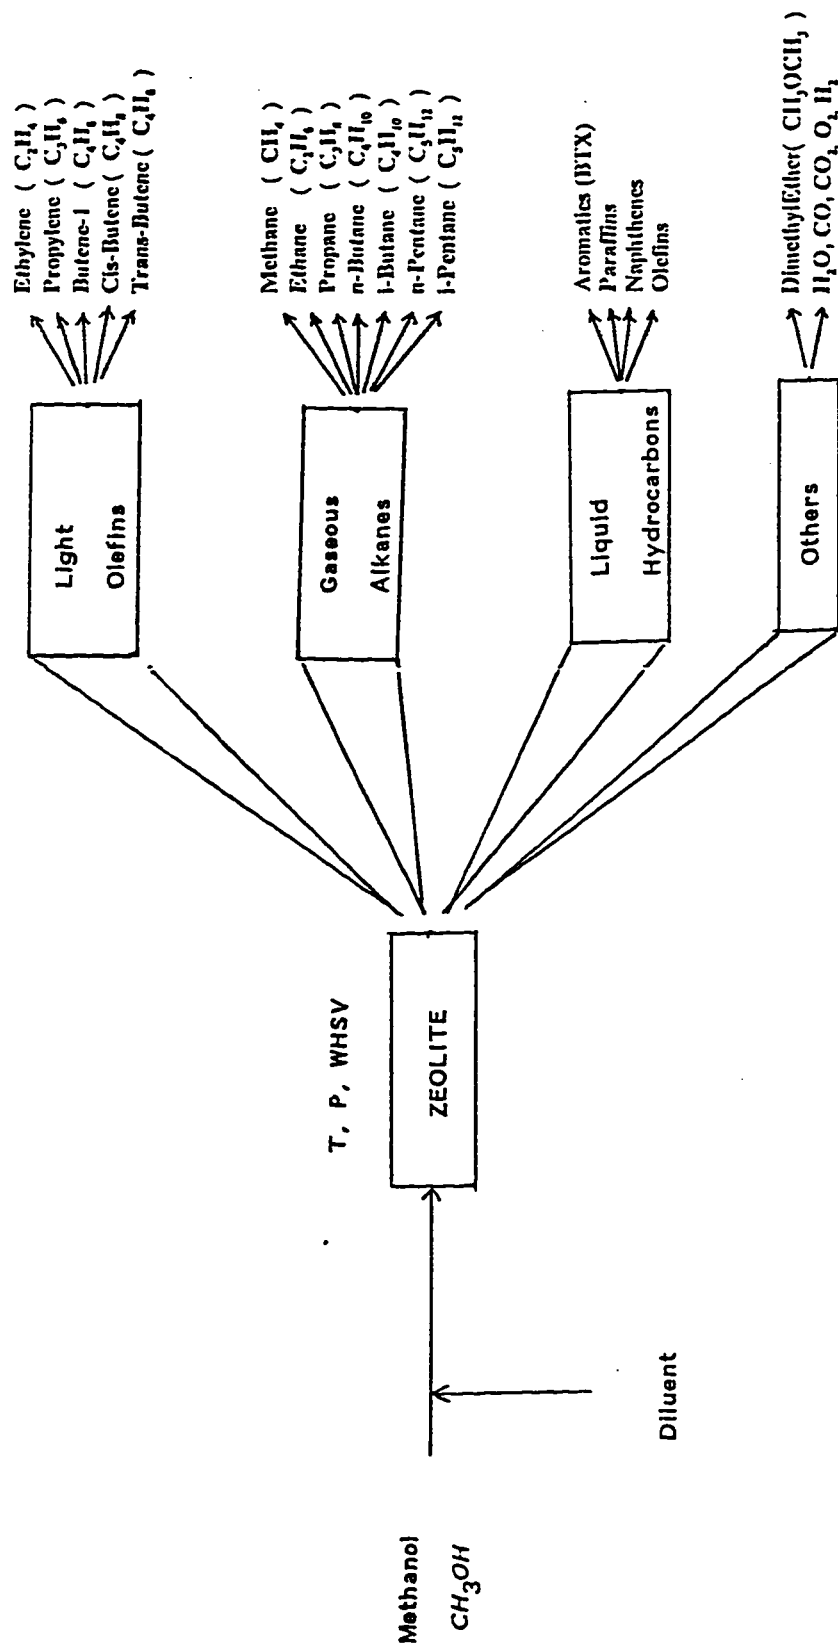 Methanol
CH₃OH
Diluent
T, P, WHSV
ZEOLITE
Light
Olefins
Ethylene ( C₂H₄)
Propylene ( C₃H₆)
Butene-1 ( C₄H₈)
Cis-Butene( C₄H₈ )
Trans-Butene ( C₄H₈ )
Gaseous
Alkanes
Methane ( CH₄)
Ethane ( C₂H₆)
Propane ( C₃H₈ )
n-Butane ( C₄H₁₀)
i-Butane ( C₄H₁₀ )
n-Pentane ( C₅H₁₂)
i-Pentane ( C₅H₁₂)
Liquid
Hydrocarbons
Aromatics (BTX)
Paraffins
Naphthenes
Olefins
Others
DimethylEther( CH₃OCH₃ )
H₂O, CO, CO₂, O₂, H₂